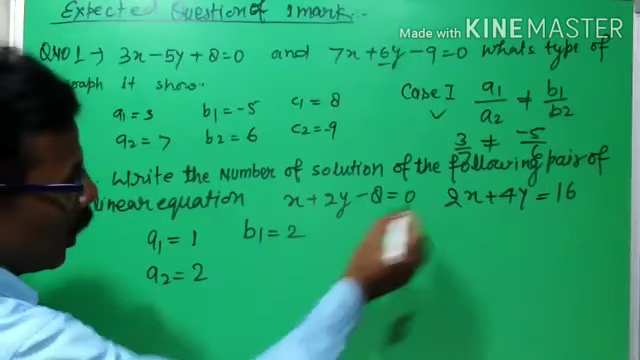 Expected Question of 1 mark:-
Made with KINEMASTER
Q No 1 → 3x - 5y + 8 = 0 and 7x + 6y - 9 = 0 whats type of
raph it show
a1 = 3 b1 = -5 c1 = 8
a2 = 7 b2 = 6 c2 = -9
Case I a1/a2 ≠ b1/b2
3/7 ≠ -5/6
Write the Number of solution of the following pair of
linear equation x + 2y - 8 = 0 2x + 4y = 16
a1 = 1 b1 = 2
a2 = 2